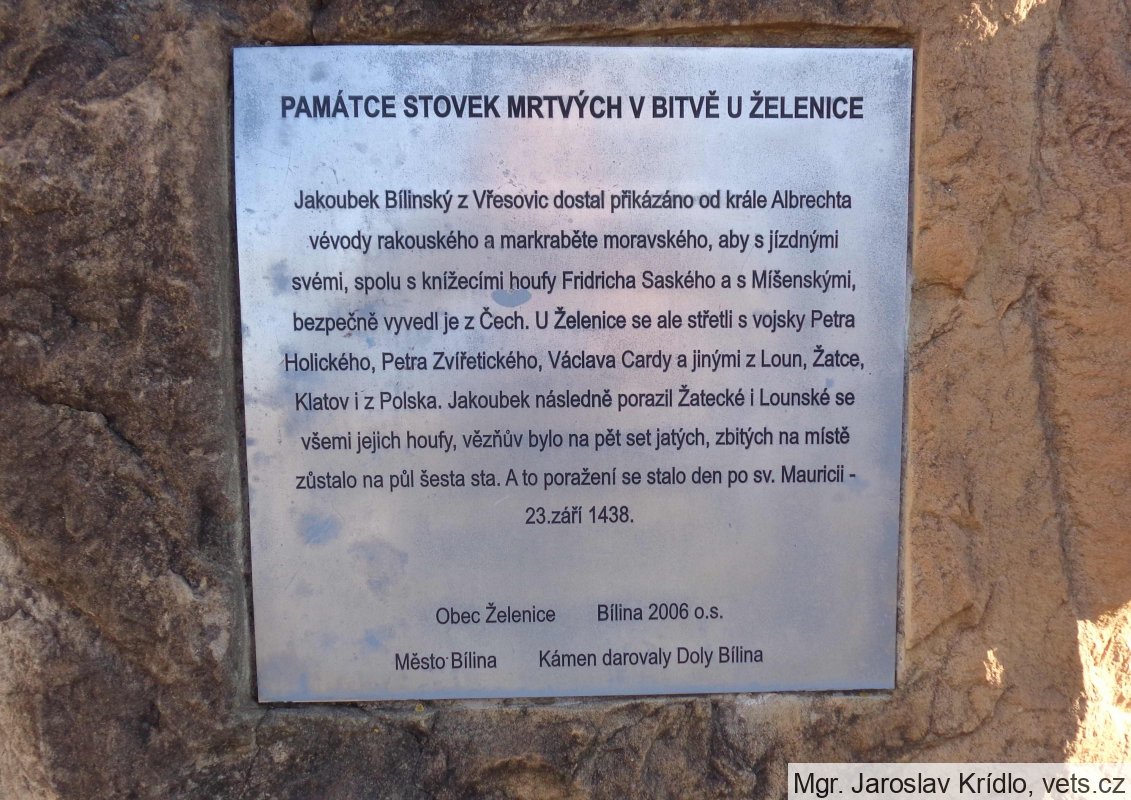 PAMÁTCE STOVEK MRTVÝCH V BITVĚ U ŽELENICE
Jakoubek Bílinský z Vřesovic dostal přikázáno od krále Albrechta
vévody rakouského a markraběte moravského, aby s jízdnými
svémi, spolu s knížecími houfy Fridricha Saského a s Míšenskými,
bezpečně vyvedl je z Čech. U Želenice se ale střetli s vojsky Petra
Holického, Petra Zvířetického, Václava Cardy a jinými z Loun, Žatce,
Klatov i z Polska. Jakoubek následně porazil Žatecké i Lounské se
všemi jejich houfy, vězňův bylo na pět set jatých, zbitých na místě
zůstalo na půl šesta sta. A to poražení se stalo den po sv. Mauricii -
23.září 1438.
Obec Želenice Bílina 2006 o.s.
Město Bílina Kámen darovaly Doly Bílina
Mgr. Jaroslav Krídlo, vets.cz